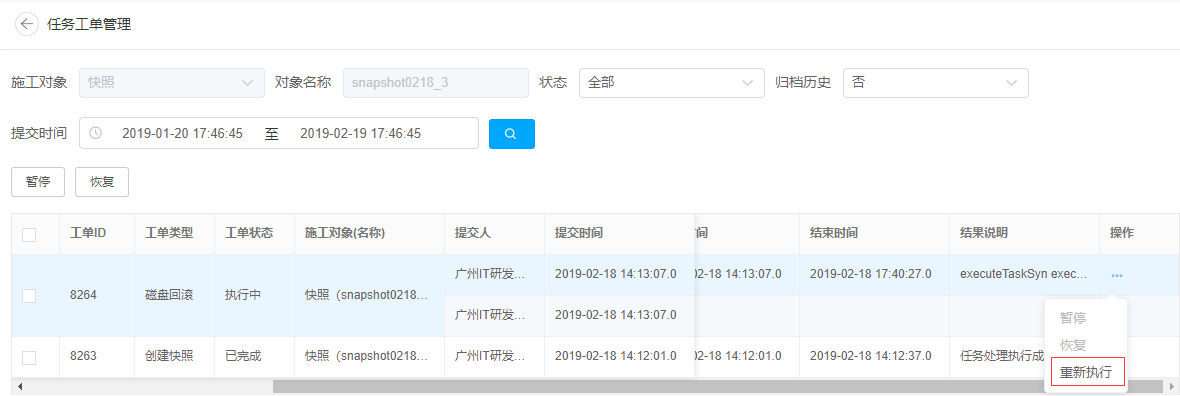 任务工单管理
施工对象 快照 对象名称 snapshot0218_3 状态 全部 归档历史 否
提交时间 2019-01-20 17:46:45 至 2019-02-19 17:46:45
暂停 恢复
工单ID 工单类型 工单状态 施工对象(名称) 提交人 提交时间 间 结束时间 结果说明 操作
广州IT研发... 2019-02-18 14:13:07.0 2-18 14:13:07.0 2019-02-18 17:40:27.0 executeTaskSyn exec... ...
8264 磁盘回滚 执行中 快照（snapshot0218...
广州IT研发... 2019-02-18 14:13:07.0
暂停
恢复
8263 创建快照 已完成 快照（snapshot0218... 广州IT研发... 2019-02-18 14:12:01.0 2-18 14:12:01.0 2019-02-18 14:12:37.0 任务处理执行成
重新执行